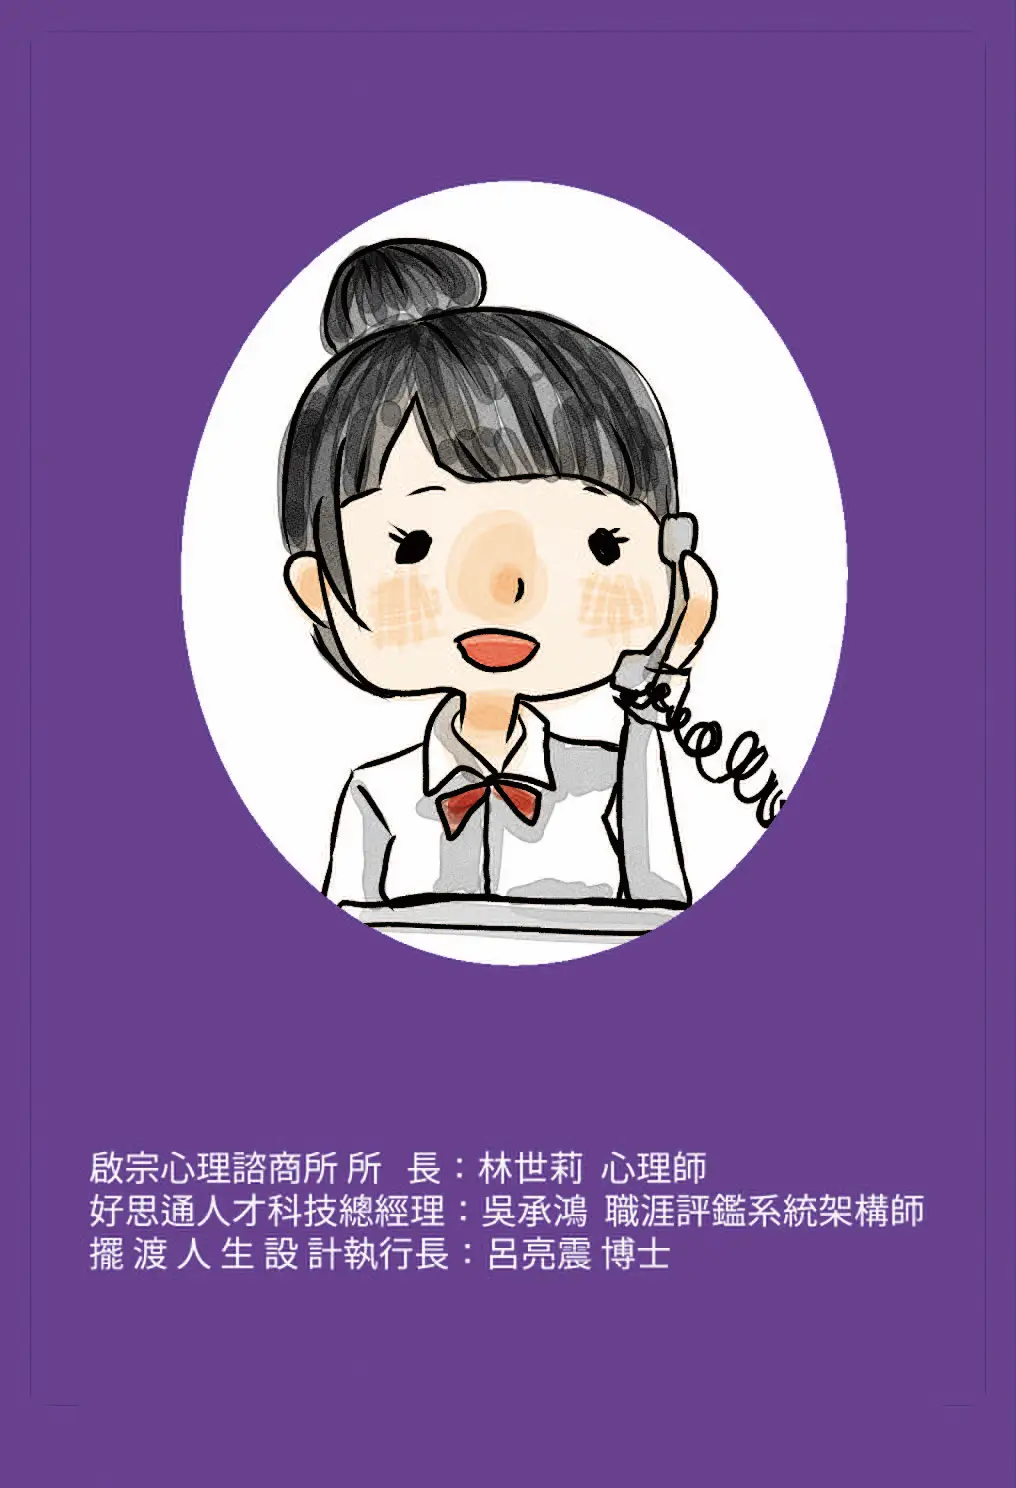 啟宗心理諮商所 所 長：林世莉 心理師
好思通人才科技總經理：吳承鴻 職涯評鑑系統架構師
擺 渡 人 生 設 計執行長：呂亮震 博士